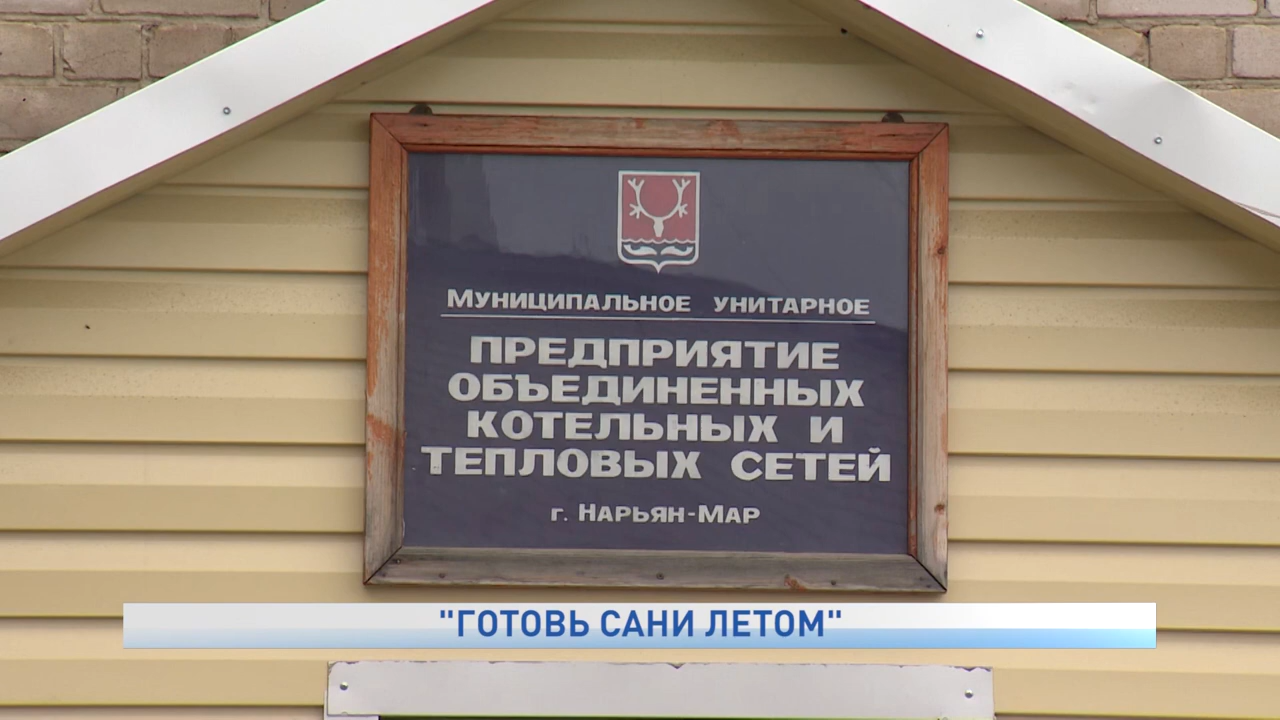 Муниципальное унитарное
ПРЕДПРИЯТИЕ
ОБЪЕДИНЕННЫХ
КОТЕЛЬНЫХ И
ТЕПЛОВЫХ СЕТЕЙ
г. Нарьян-Мар
"ГОТОВЬ САНИ ЛЕТОМ"